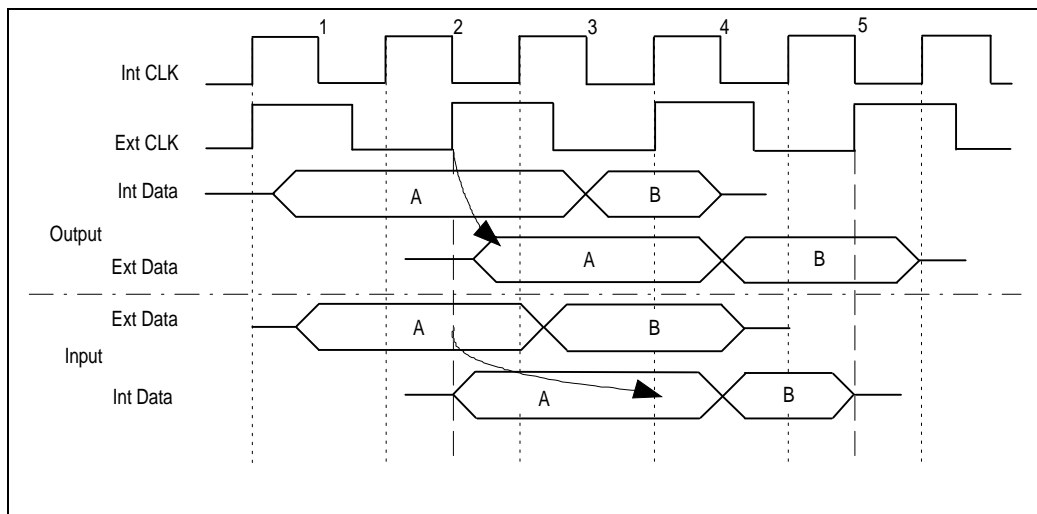 1 2 3 4 5
Int CLK
Ext CLK
Int Data A B
Output
Ext Data A B
Ext Data A B
Input
Int Data A B